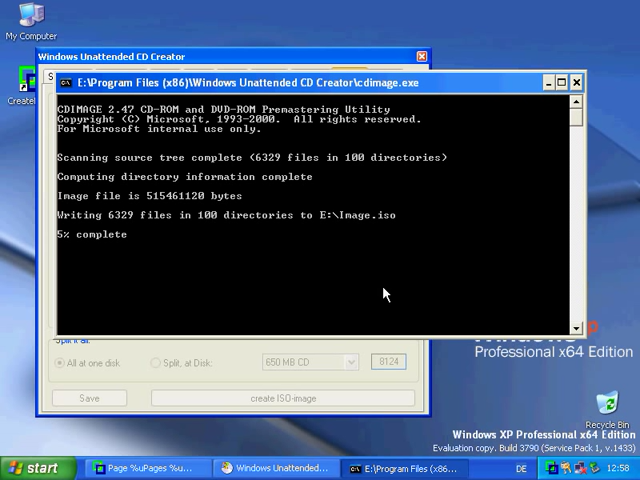 My Computer
Windows Unattended CD Creator
E:\Program Files (x86)\Windows Unattended CD Creator\cdimage.exe
CDIMAGE 2.47 CD-ROM and DVD-ROM Premastering Utility
Copyright (C) Microsoft, 1993-2000.  All rights reserved.
For Microsoft internal use only.
Scanning source tree complete (6329 files in 100 directories)
Computing directory information complete
Image file is 515461120 bytes
Writing 6329 files in 100 directories to E:\Image.iso
5% complete
All at one disk
Split, at Disk:
650 MB CD
8124
Save
create ISO-image
Professional x64 Edition
Recycle Bin
Windows XP Professional x64 Edition
Evaluation copy. Build 3790 (Service Pack 1, v.1433)
start
Page %uPages %u...
Windows Unattended...
E:\Program Files (x86...
DE
12:58